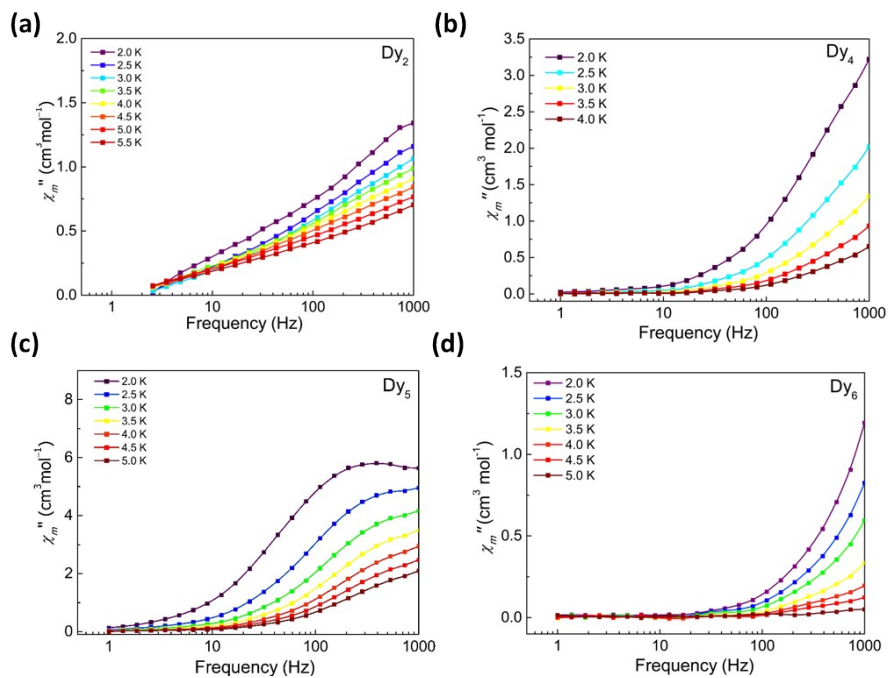 (a)
Dy₂
2.0
1.5
1.0
0.5
0.0
χₘ" (cm³ mol⁻¹)
2.0 K
2.5 K
3.0 K
3.5 K
4.0 K
4.5 K
5.0 K
5.5 K
1 10 100 1000
Frequency (Hz)
(b)
Dy₄
3.5
3.0
2.5
2.0
1.5
1.0
0.5
0.0
χₘ" (cm³ mol⁻¹)
2.0 K
2.5 K
3.0 K
3.5 K
4.0 K
1 10 100 1000
Frequency (Hz)
(c)
Dy₅
8
6
4
2
0
χₘ" (cm³ mol⁻¹)
2.0 K
2.5 K
3.0 K
3.5 K
4.0 K
4.5 K
5.0 K
1 10 100 1000
Frequency (Hz)
(d)
Dy₆
1.5
1.0
0.5
0.0
χₘ" (cm³ mol⁻¹)
2.0 K
2.5 K
3.0 K
3.5 K
4.0 K
4.5 K
5.0 K
1 10 100 1000
Frequency (Hz)